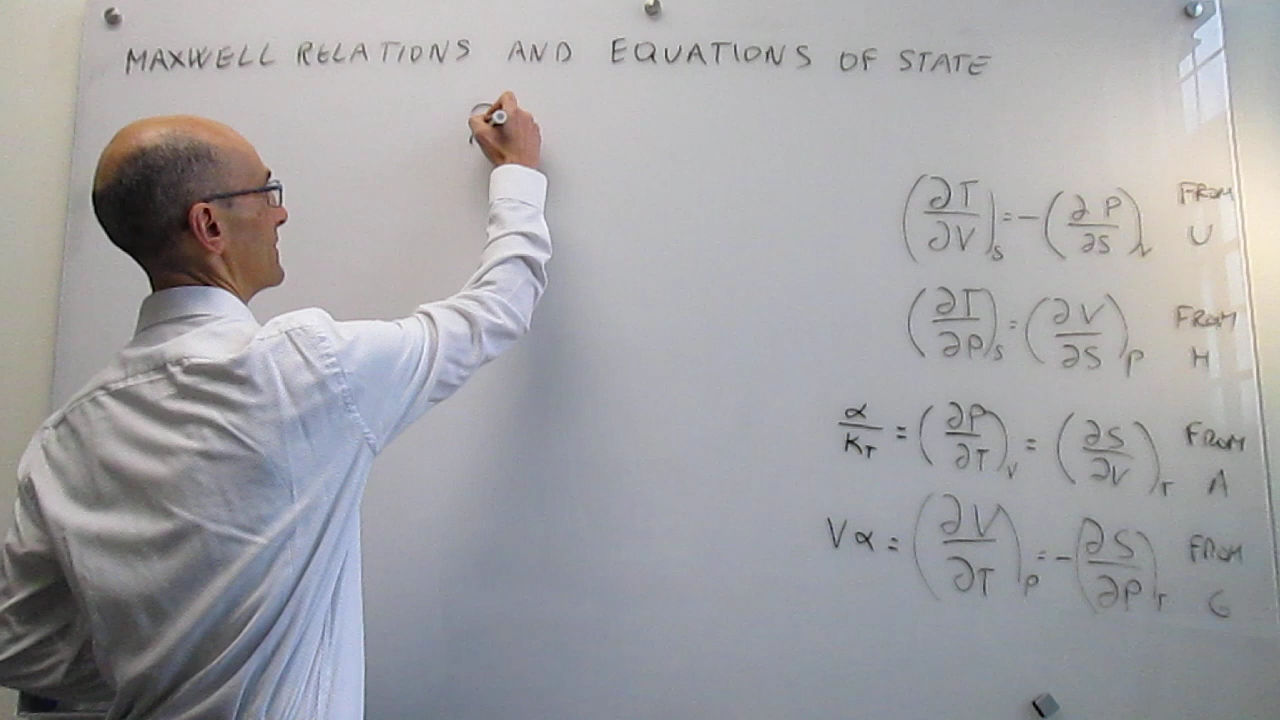 MAXWELL RELATIONS AND EQUATIONS OF STATE
(∂T/∂V)_S = -(∂P/∂S)_V FROM U
(∂T/∂P)_S = (∂V/∂S)_P FROM H
α/K_T = (∂P/∂T)_V = (∂S/∂V)_T FROM A
Vα = (∂V/∂T)_P = -(∂S/∂P)_T FROM G